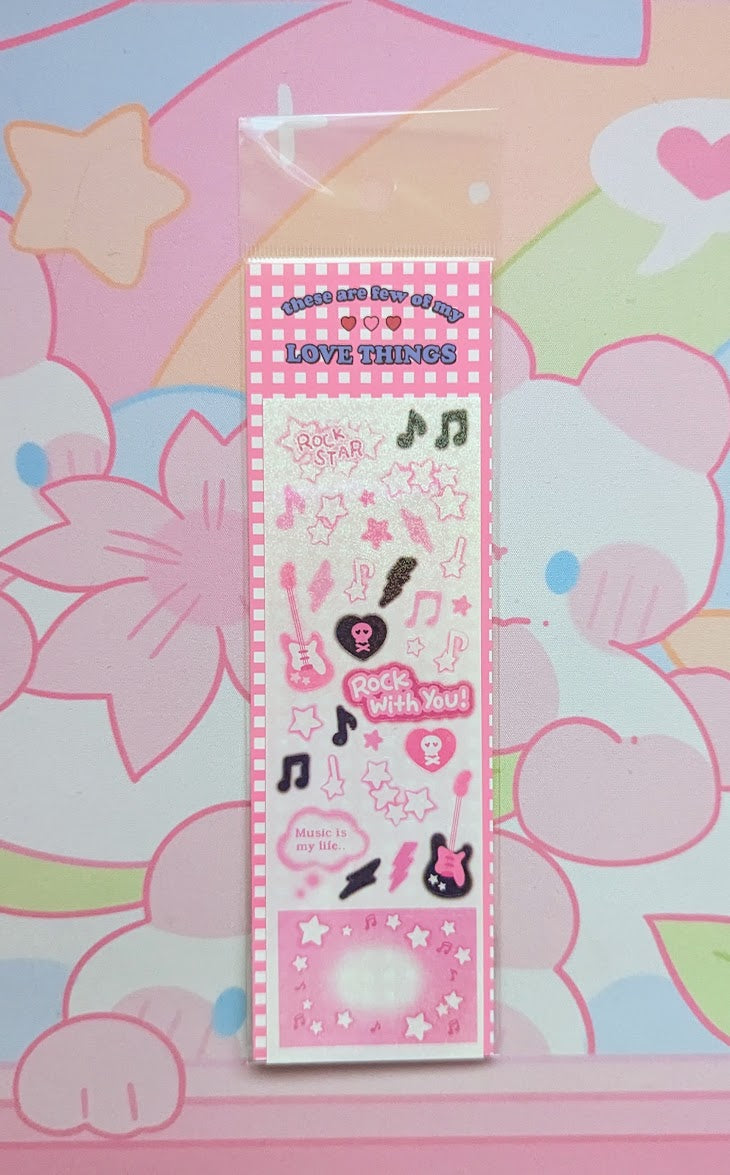 these are few of my
LOVE THINGS
ROCK
STAR
ROCK
With You!
Music is
my life..